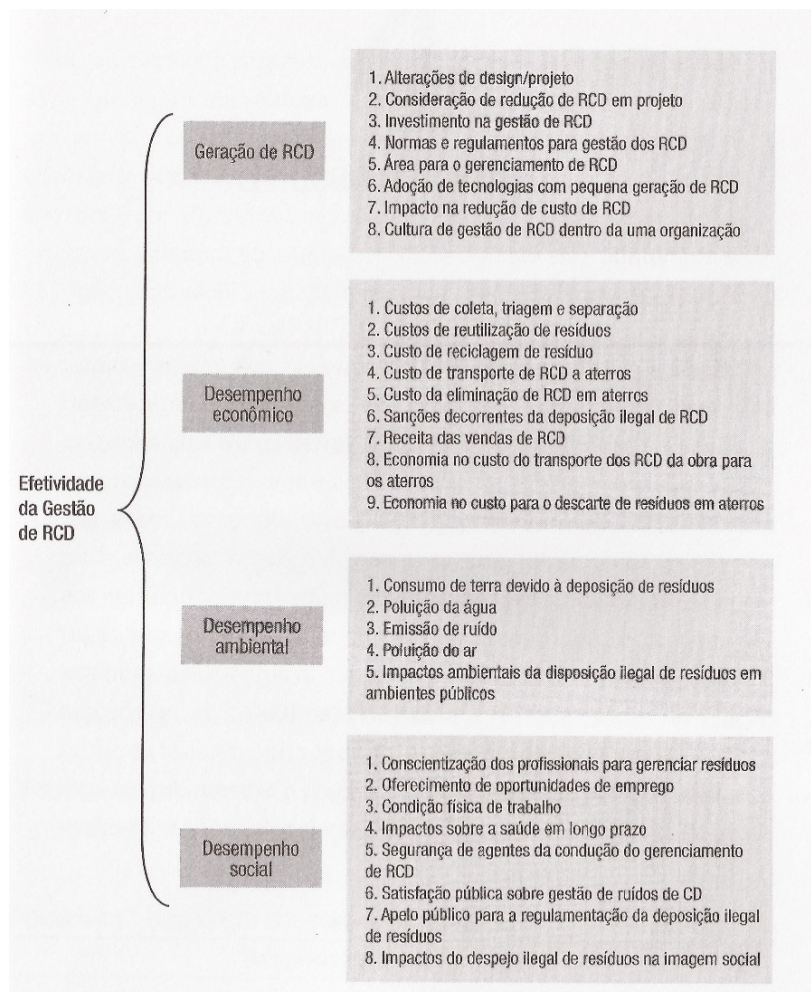 Efetividade
da Gestão
de RCD
Geração de RCD
1. Alterações de design/projeto
2. Consideração de redução de RCD em projeto
3. Investimento na gestão de RCD
4. Normas e regulamentos para gestão dos RCD
5. Área para o gerenciamento de RCD
6. Adoção de tecnologias com pequena geração de RCD
7. Impacto na redução de custo de RCD
8. Cultura de gestão de RCD dentro da uma organização
Desempenho
econômico
1. Custos de coleta, triagem e separação
2. Custos de reutilização de resíduos
3. Custo de reciclagem de resíduo
4. Custo de transporte de RCD a aterros
5. Custo da eliminação de RCD em aterros
6. Sanções decorrentes da deposição ilegal de RCD
7. Receita das vendas de RCD
8. Economia no custo do transporte dos RCD da obra para
os aterros
9. Economia no custo para o descarte de resíduos em aterros
Desempenho
ambiental
1. Consumo de terra devido à deposição de resíduos
2. Poluição da água
3. Emissão de ruído
4. Poluição do ar
5. Impactos ambientais da disposição ilegal de resíduos em
ambientes públicos
Desempenho
social
1. Conscientização dos profissionais para gerenciar resíduos
2. Oferecimento de oportunidades de emprego
3. Condição física de trabalho
4. Impactos sobre a saúde em longo prazo
5. Segurança de agentes da condução do gerenciamento
de RCD
6. Satisfação pública sobre gestão de ruídos de CD
7. Apelo público para a regulamentação da deposição ilegal
de resíduos
8. Impactos do despejo ilegal de resíduos na imagem social